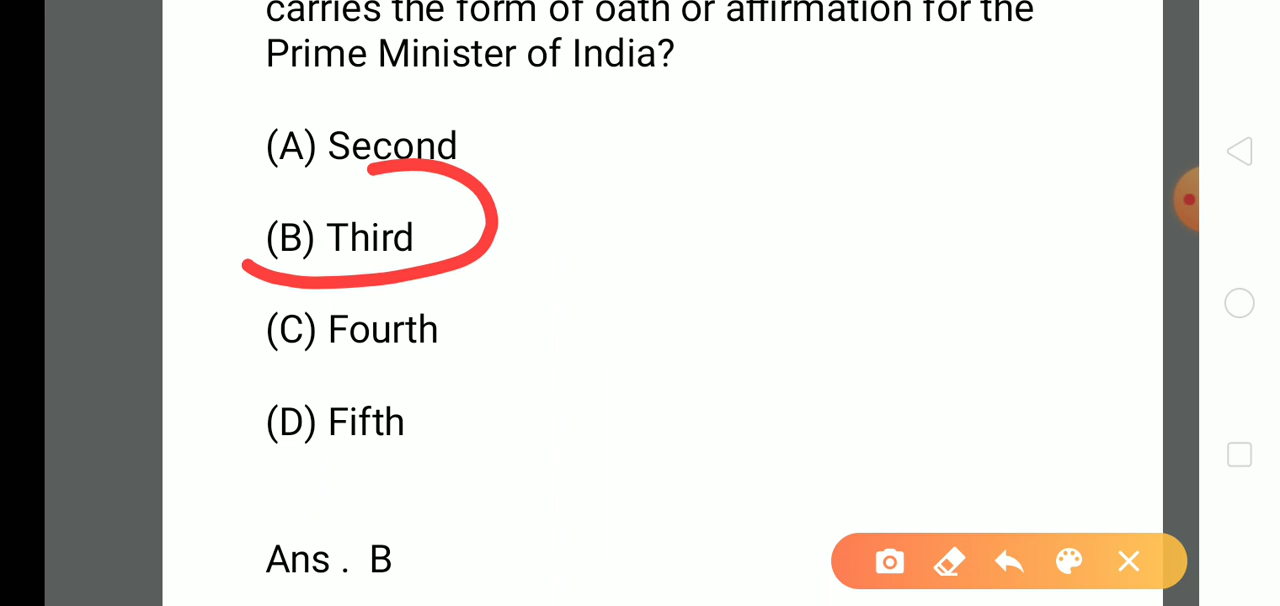 carries the form of oath or affirmation for the
Prime Minister of India?
(A) Second
(B) Third
(C) Fourth
(D) Fifth
Ans . B